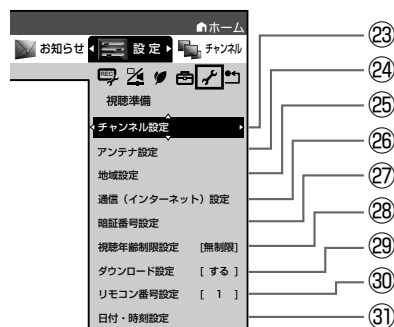 ホーム
お知らせ 設定 チャンネル
REC
視聴準備
チャンネル設定 ㉓
アンテナ設定 ㉔
地域設定 ㉕
通信（インターネット）設定 ㉖
暗証番号設定 ㉗
視聴年齢制限設定 [無制限] ㉘
ダウンロード設定 [ する ] ㉙
リモコン番号設定 [ 1 ] ㉚
日付・時刻設定 ㉛